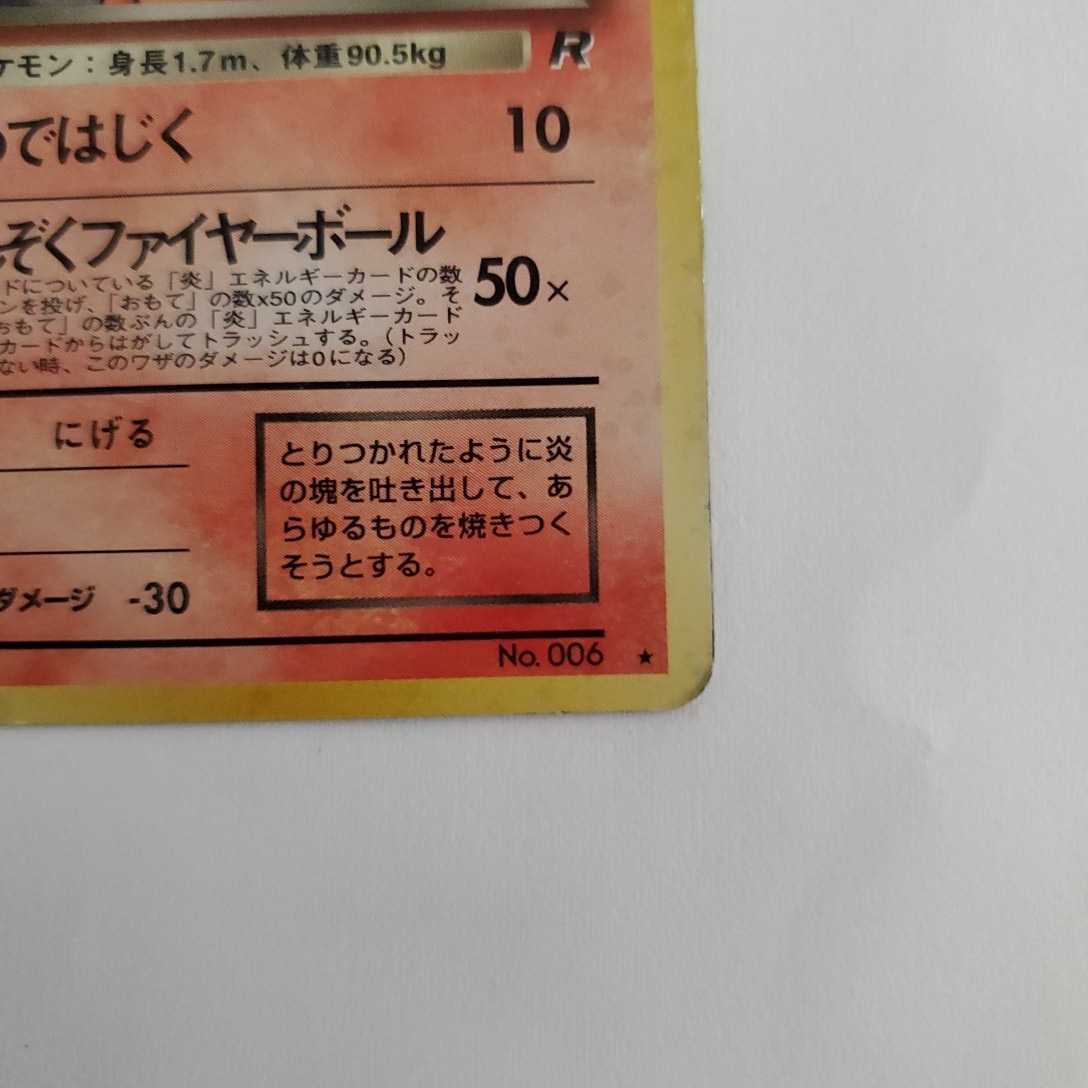 ケモン：身長1.7m、体重90.5kg R
ではじく 10
ぞくファイヤーボール
ドについている「炎」エネルギーカードの数
ンを投げ、「おもて」の数x50のダメージ。そ 50×
おもて」の数ぶんの「炎」エネルギーカード
カードからはがしてトラッシュする。（トラッ
ない時、このワザのダメージは0になる）
にげる
とりつかれたように炎
の塊を吐き出して、あ
らゆるものを焼きつく
そうとする。
ダメージ -30
No. 006 ★